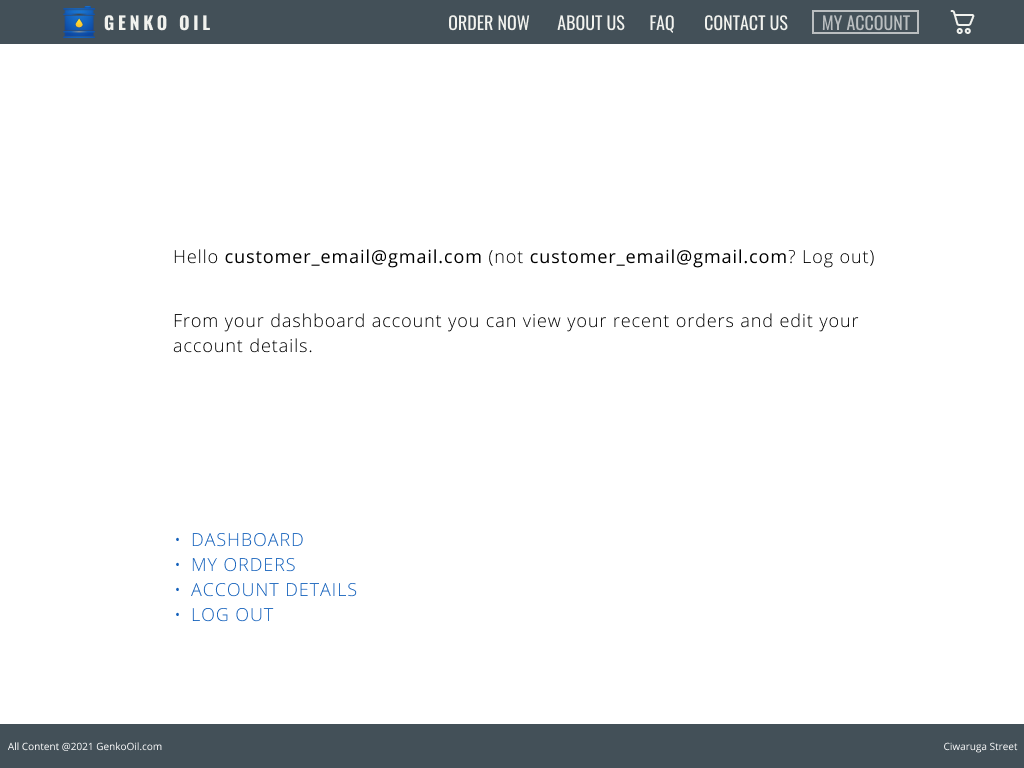 GENKO OIL
ORDER NOW ABOUT US FAQ CONTACT US MY ACCOUNT
Hello customer_email@gmail.com (not customer_email@gmail.com? Log out)
From your dashboard account you can view your recent orders and edit your
account details.
• DASHBOARD
• MY ORDERS
• ACCOUNT DETAILS
• LOG OUT
All Content @2021 GenkoOil.com
Ciwaruga Street